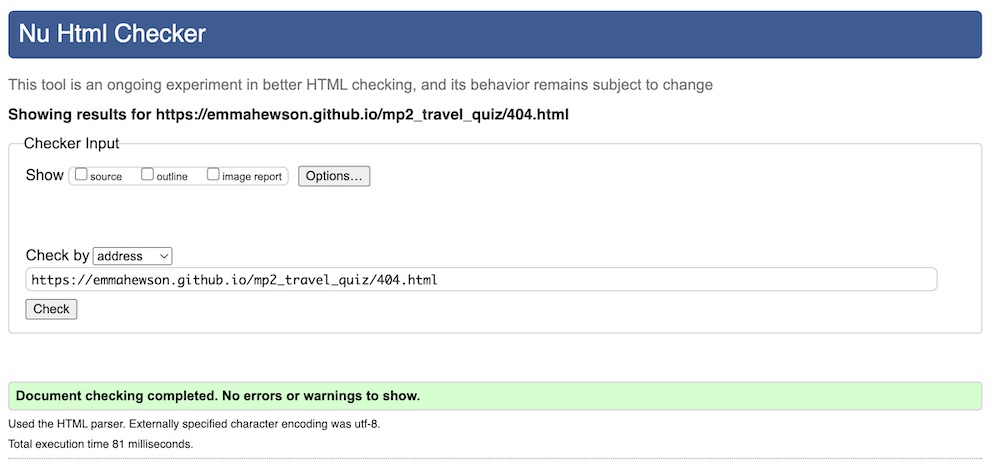 Nu Html Checker
This tool is an ongoing experiment in better HTML checking, and its behavior remains subject to change
Showing results for https://emmahewson.github.io/mp2_travel_quiz/404.html
Checker Input
Show source outline image report Options…
Check by address
https://emmahewson.github.io/mp2_travel_quiz/404.html
Check
Document checking completed. No errors or warnings to show.
Used the HTML parser. Externally specified character encoding was utf-8.
Total execution time 81 milliseconds.